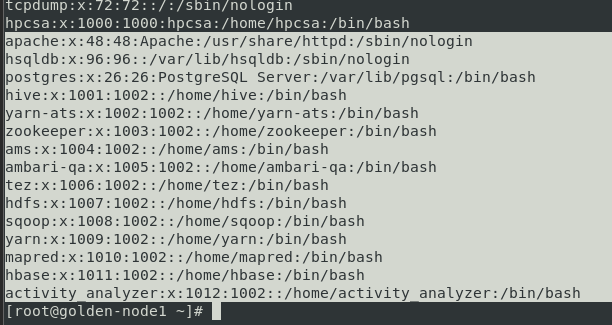 tcpdump:x:72:72::/:/sbin/nologin
hpcsa:x:1000:1000:hpcsa:/home/hpcsa:/bin/bash
apache:x:48:48:Apache:/usr/share/httpd:/sbin/nologin
hsqldb:x:96:96::/var/lib/hsqldb:/sbin/nologin
postgres:x:26:26:PostgreSQL Server:/var/lib/pgsql:/bin/bash
hive:x:1001:1002::/home/hive:/bin/bash
yarn-ats:x:1002:1002::/home/yarn-ats:/bin/bash
zookeeper:x:1003:1002::/home/zookeeper:/bin/bash
ams:x:1004:1002::/home/ams:/bin/bash
ambari-qa:x:1005:1002::/home/ambari-qa:/bin/bash
tez:x:1006:1002::/home/tez:/bin/bash
hdfs:x:1007:1002::/home/hdfs:/bin/bash
sqoop:x:1008:1002::/home/sqoop:/bin/bash
yarn:x:1009:1002::/home/yarn:/bin/bash
mapred:x:1010:1002::/home/mapred:/bin/bash
hbase:x:1011:1002::/home/hbase:/bin/bash
activity_analyzer:x:1012:1002::/home/activity_analyzer:/bin/bash
[root@golden-node1 ~]#